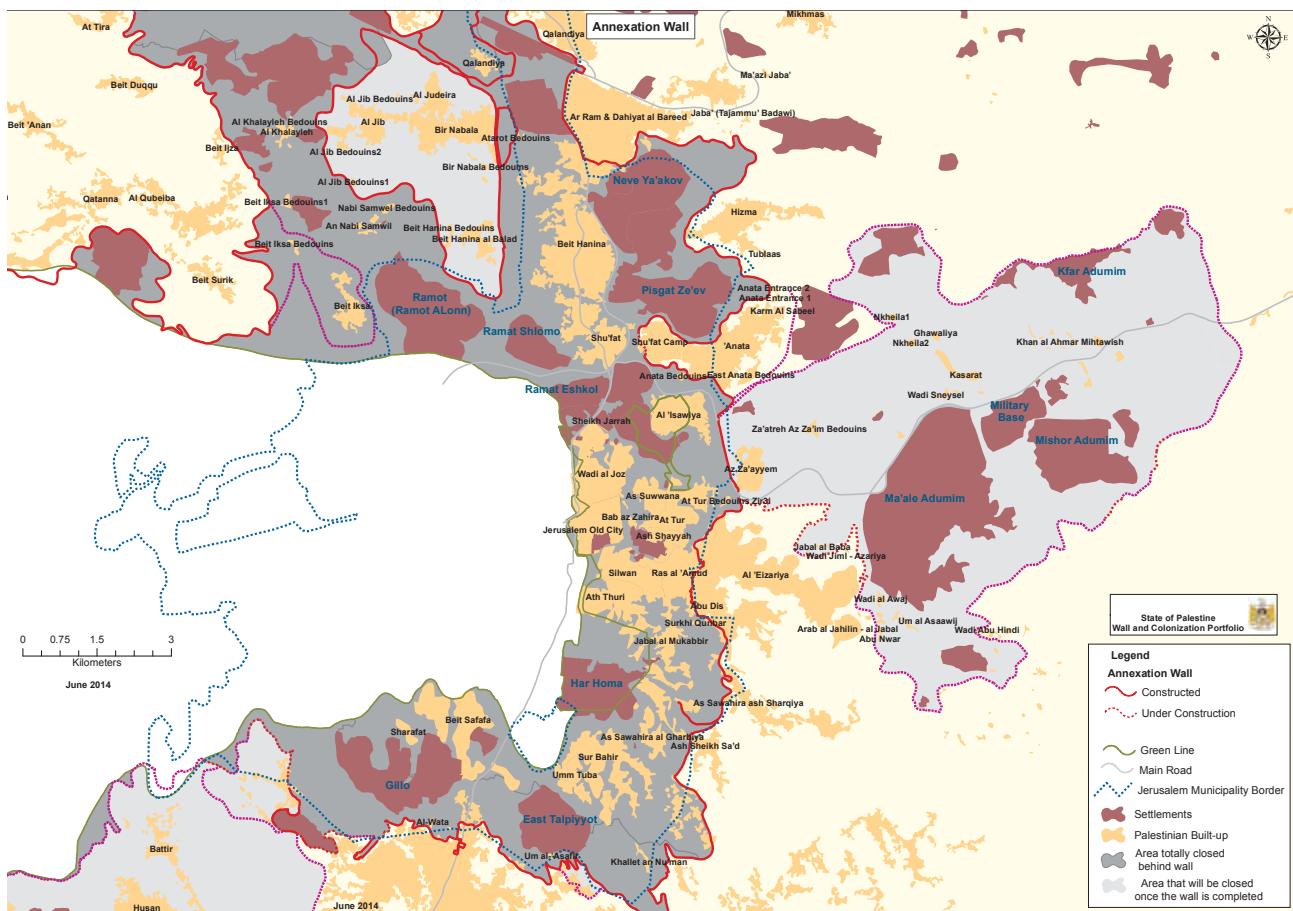 Annexation Wall
At Tira
Mikhmas
Qalandiya
Qalandiya
Ma'azi Jaba'
Beit Duqqu
Al Jib Bedouins
Al Judeira
Jaba' (Tajammu' Badawi)
Ar Ram & Dahiyat al Bareed
Beit 'Anan
Al Khalayleh Bedouins
Al Khalayleh
Al Jib
Bir Nabala
Atarot Bedouins
Beit Ijza
Al Jib Bedouins2
Bir Nabala Bedouins
Al Jib Bedouins1
Neve Ya'akov
Qatanna
Al Qubeiba
Beit Iksa Bedouins1
Nabi Samwel Bedouins
Hizma
An Nabi Samwil
Beit Hanina Bedouins
Beit Hanina al Balad
Beit Iksa Bedouins
Beit Hanina
Tublaas
Beit Surik
Kfar Adumim
Pisgat Ze'ev
Anata Entrance 2
Anata Entrance 1
Karm Al Sabeel
Ramot
(Ramot ALonn)
Beit Iksa
Nkheila1
Ramat Shlomo
Shu'fat
Shu'fat Camp
'Anata
Ghawaliya
Nkheila2
Khan al Ahmar Mihtawish
Anata Bedouins
East Anata Bedouins
Kasarat
Ramat Eshkol
Wadi Sneysel
Military
Base
Sheikh Jarrah
Al 'Isawiya
Za'atreh Az Za'im Bedouins
Mishor Adumim
Wadi al Joz
Az Za'ayyem
As Suwwana
At Tur Bedouins Zir3i
Ma'ale Adumim
Bab az Zahira
At Tur
Jerusalem Old City
Ash Shayyah
Jabal al Baba
Wadi Jiml - Azariya
Silwan
Ras al 'Amud
Al 'Eizariya
Ath Thuri
Abu Dis
Wadi al Awaj
Surkhi Qunbar
Um al Asaawij
Arab al Jahilin - al Jabal
Abu Nwar
Wadi Abu Hindi
Jabal al Mukabbir
Har Homa
As Sawahira ash Sharqiya
Beit Safafa
Sharafat
As Sawahira al Gharbiya
Ash Sheikh Sa'd
Sur Bahir
Umm Tuba
Gillo
East Talpiyyot
Al-Wata
Battir
Um al-Asafir
Khallet an Nu'man
Husan
June 2014
N
W
E
S
0 0.75 1.5 3
Kilometers
June 2014
State of Palestine
Wall and Colonization Portfolio
Legend
Annexation Wall
Constructed
Under Construction
Green Line
Main Road
Jerusalem Municipality Border
Settlements
Palestinian Built-up
Area totally closed
behind wall
Area that will be closed
once the wall is completed